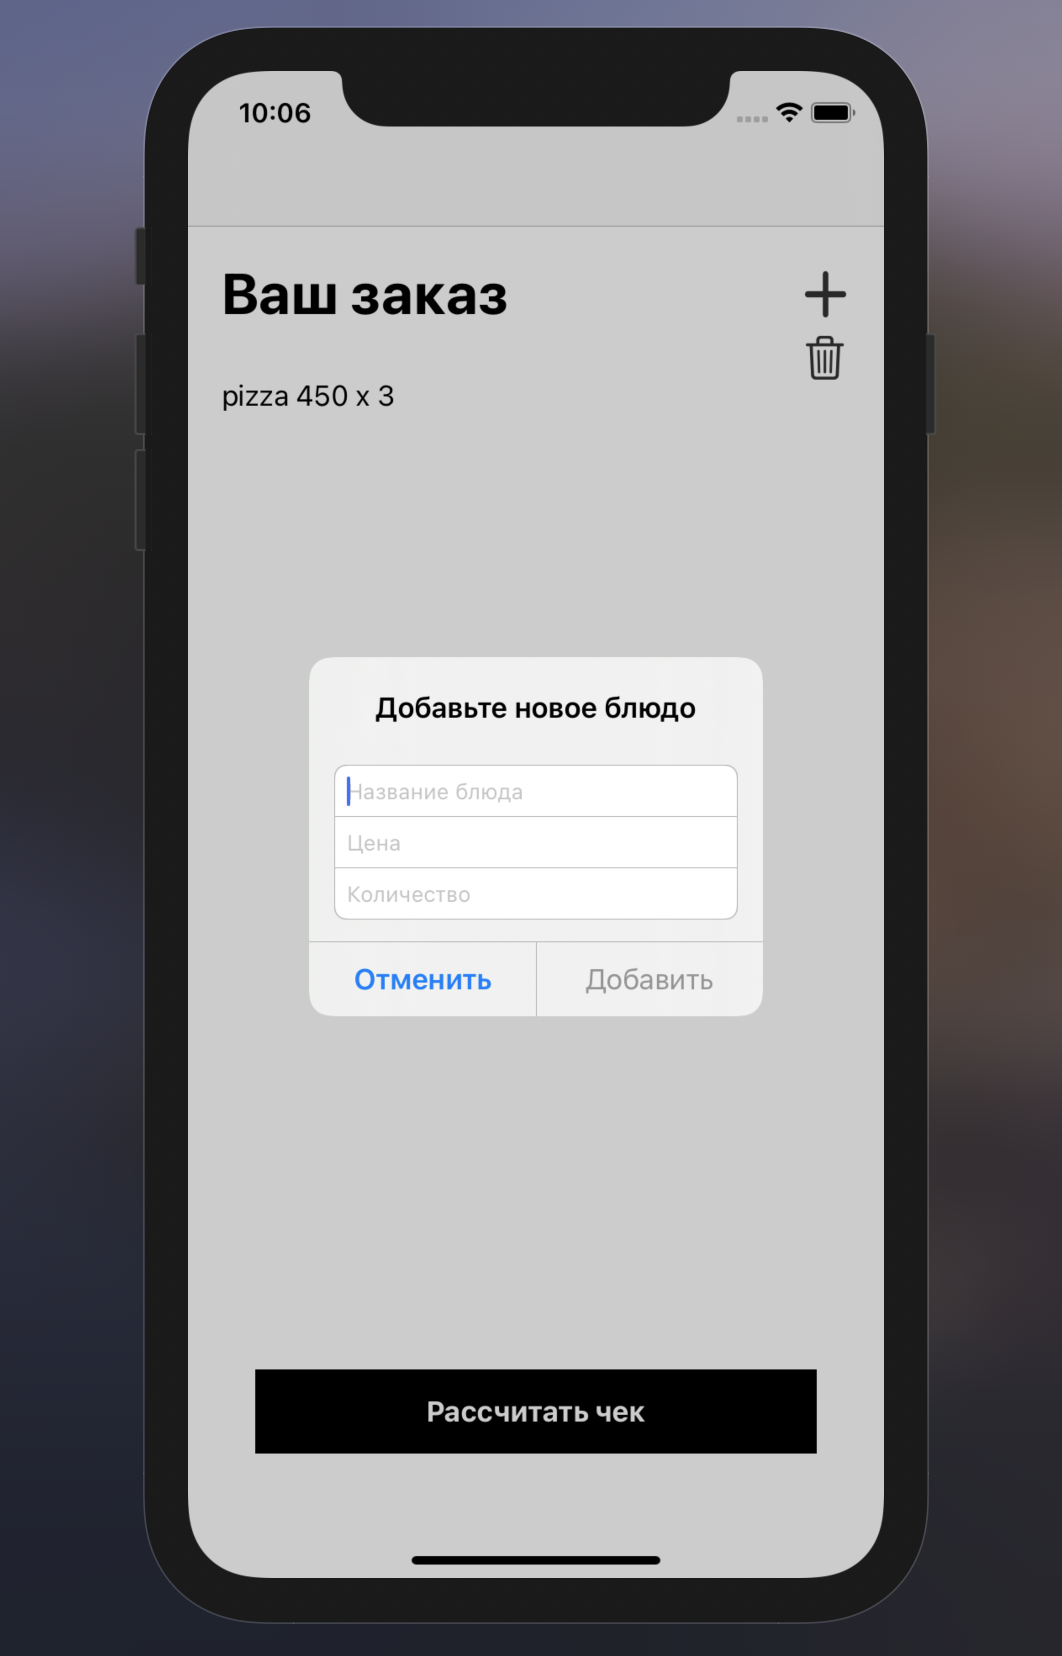 10:06
Ваш заказ
pizza 450 x 3
Добавьте новое блюдо
Название блюда
Цена
Количество
Отменить
Добавить
Рассчитать чек